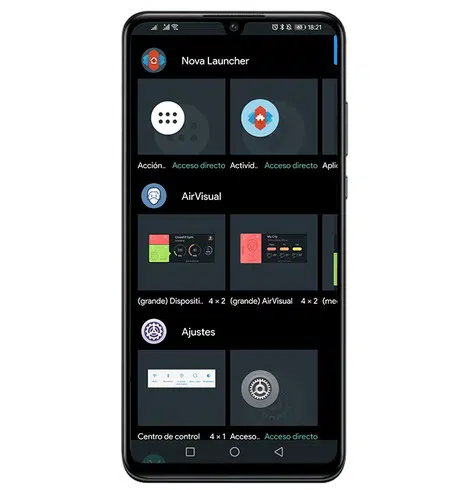 18:21
Nova Launcher
Acción.. Acceso directo Activid.. Acceso directo Aplic
AirVisual
(grande) Dispositi.. 4 × 2 (grande) AirVisual 4 × 2 (me
Ajustes
Centro de control 4 × 1 Acceso.. Acceso directo